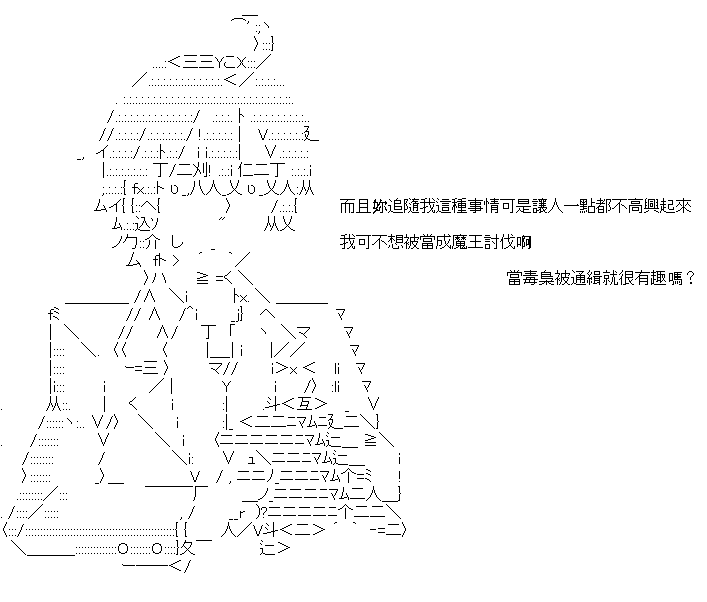 而且妳追隨我這種事情可是讓人一點都不高興起來
我可不想被當成魔王討伐啊
當毒梟被通緝就很有趣嗎？